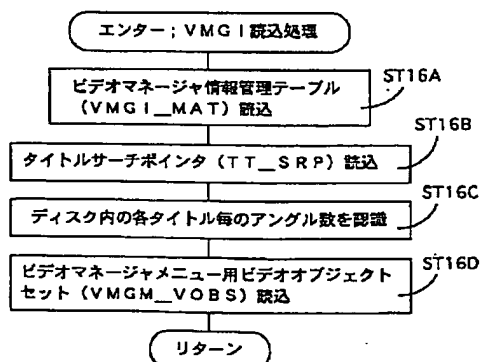 エンター；VMGI読込処理
ビデオマネージャ情報管理テーブル
（VMGI__MAT）読込
ST16A
タイトルサーチポインタ（TT__SRP）読込
ST16B
ディスク内の各タイトル毎のアングル数を認識
ST16C
ビデオマネージャメニュー用ビデオオブジェクト
セット（VMGM__VOBS）読込
ST16D
リターン